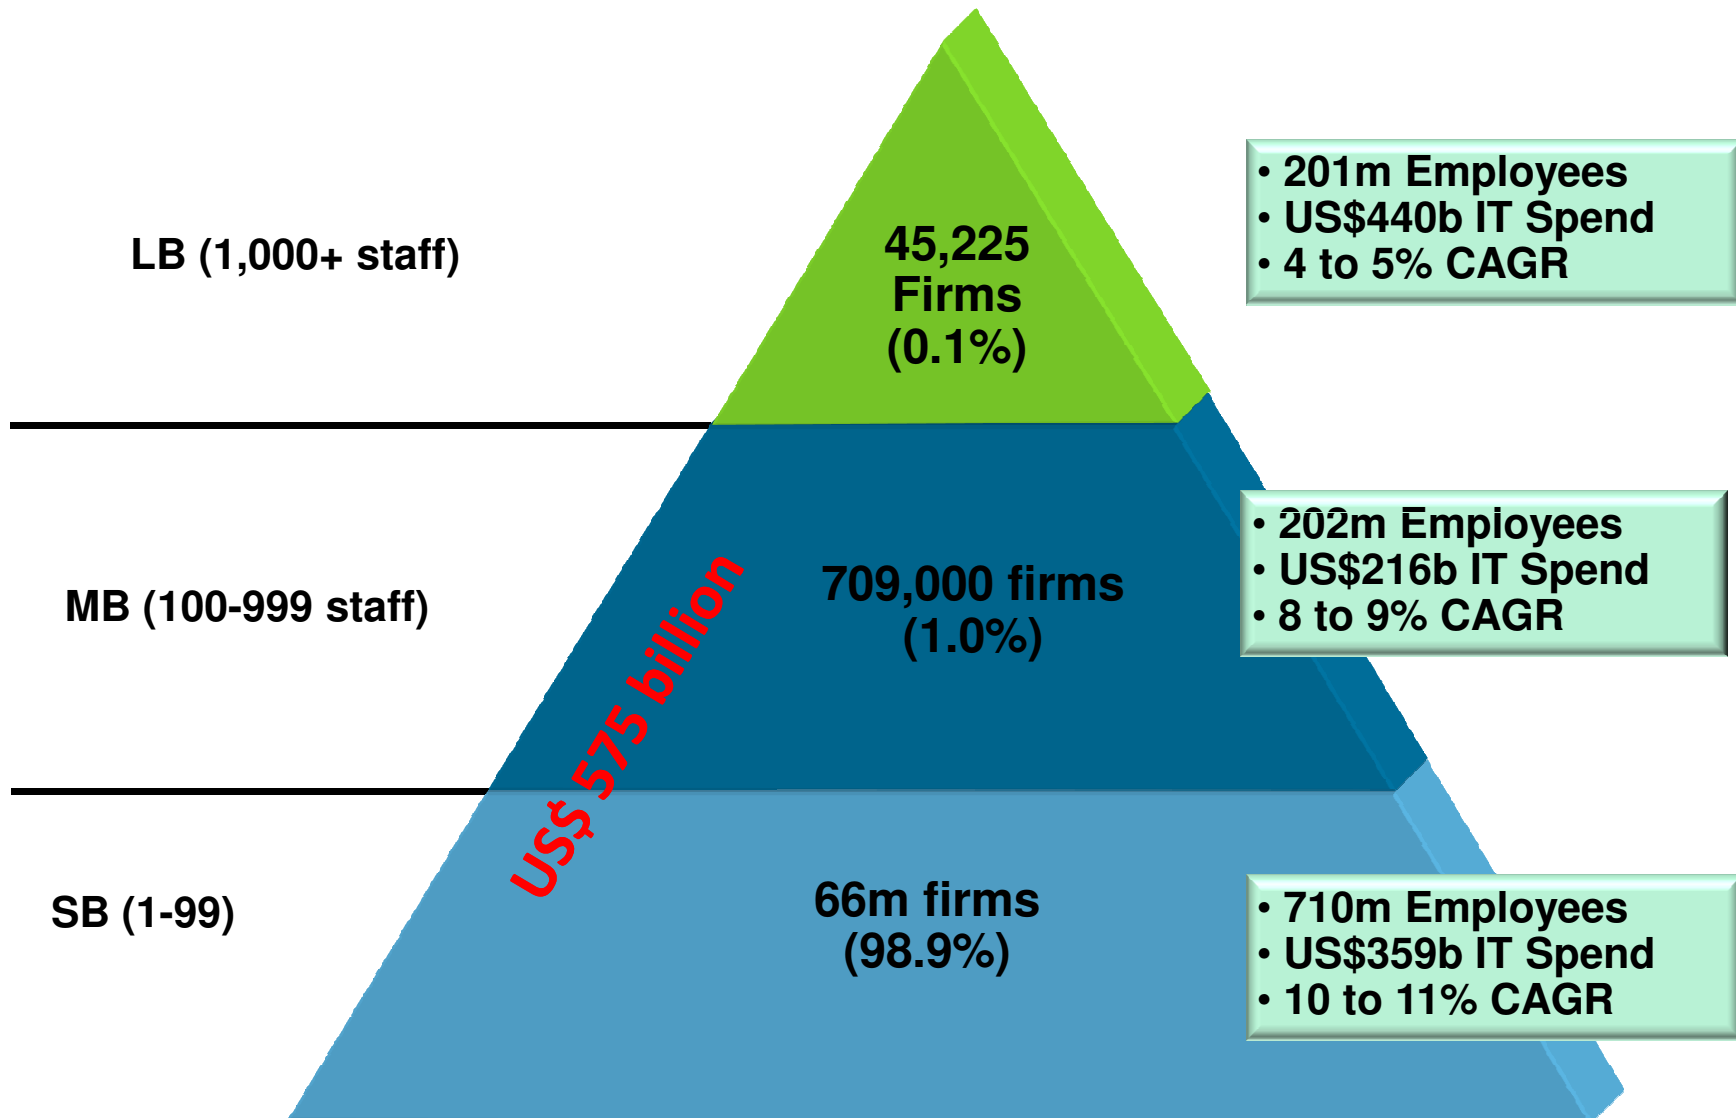 LB (1,000+ staff)
45,225
Firms
(0.1%)
• 201m Employees
• US$440b IT Spend
• 4 to 5% CAGR
MB (100-999 staff)
709,000 firms
(1.0%)
• 202m Employees
• US$216b IT Spend
• 8 to 9% CAGR
US$ 575 billion
SB (1-99)
66m firms
(98.9%)
• 710m Employees
• US$359b IT Spend
• 10 to 11% CAGR